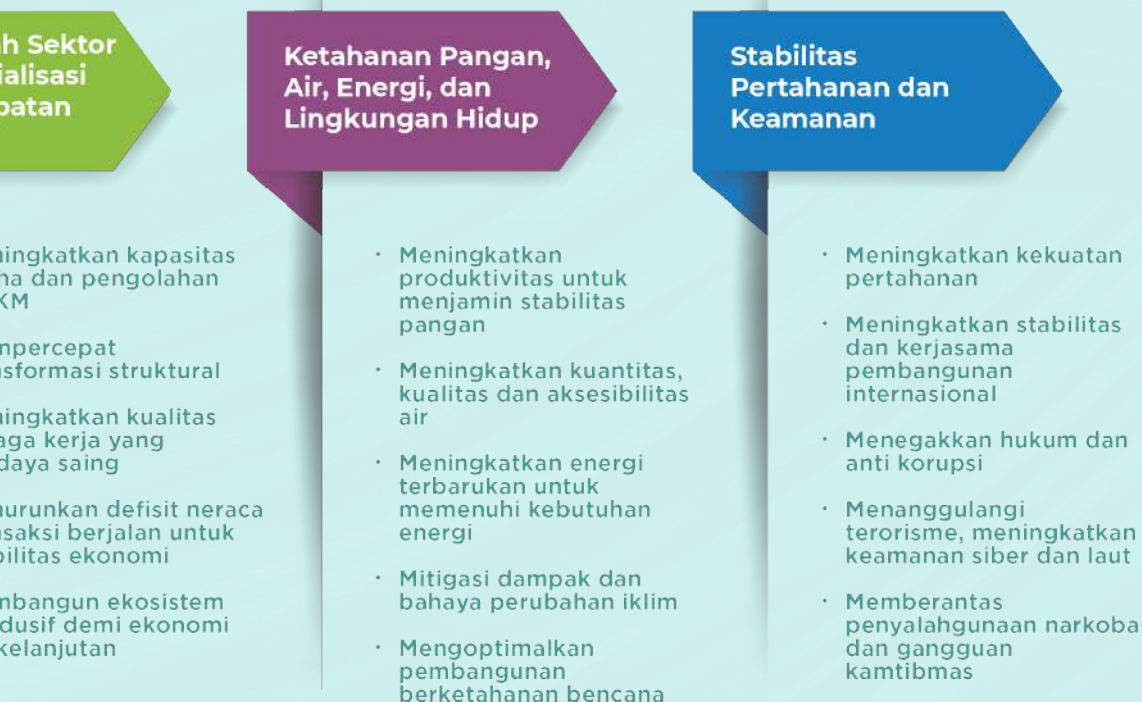 h Sektor
ialisasi
patan
ningkatkan kapasitas
ha dan pengolahan
KM
mpercepat
nsformasi struktural
ningkatkan kualitas
aga kerja yang
daya saing
nurunkan defisit neraca
nsaksi berjalan untuk
bilitas ekonomi
mbangun ekosistem
dusif demi ekonomi
kelanjutan
Ketahanan Pangan,
Air, Energi, dan
Lingkungan Hidup
· Meningkatkan
produktivitas untuk
menjamin stabilitas
pangan
· Meningkatkan kuantitas,
kualitas dan aksesibilitas
air
· Meningkatkan energi
terbarukan untuk
memenuhi kebutuhan
energi
· Mitigasi dampak dan
bahaya perubahan iklim
· Mengoptimalkan
pembangunan
berketahanan bencana
Stabilitas
Pertahanan dan
Keamanan
· Meningkatkan kekuatan
pertahanan
· Meningkatkan stabilitas
dan kerjasama
pembangunan
internasional
· Menegakkan hukum dan
anti korupsi
· Menanggulangi
terorisme, meningkatkan
keamanan siber dan laut
· Memberantas
penyalahgunaan narkoba
dan gangguan
kamtibmas